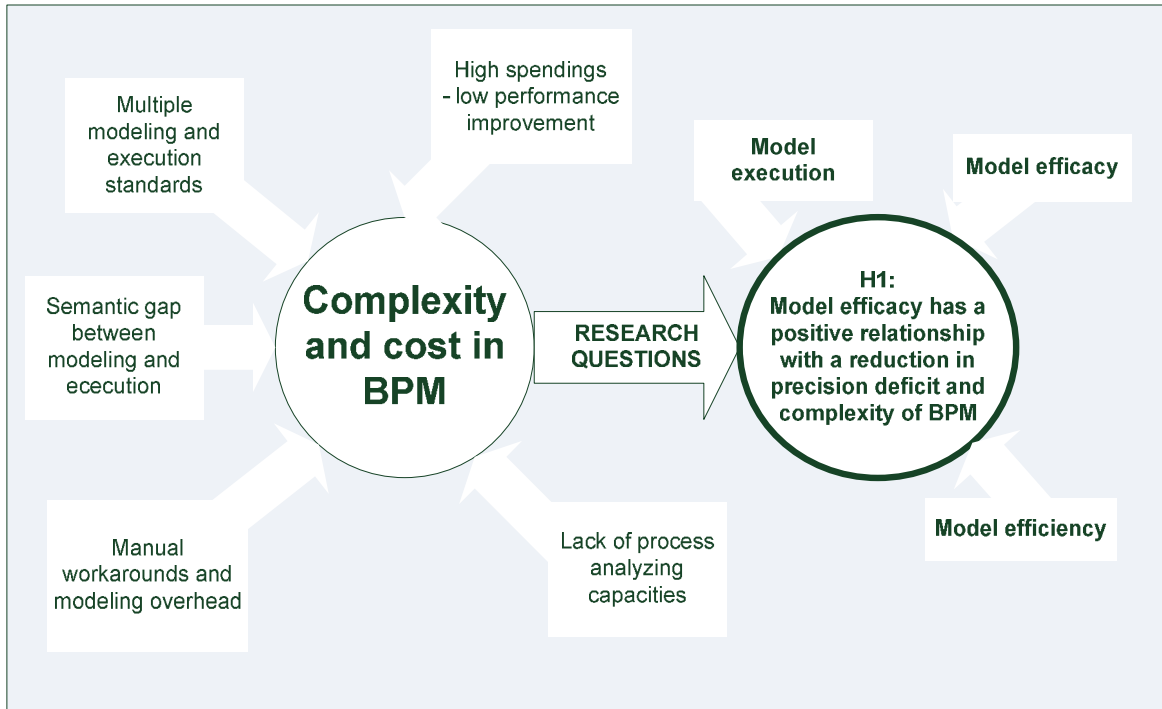 High spendings
- low performance
improvement
Multiple
modeling and
execution
standards
Semantic gap
between
modeling and
ececution
Manual
workarounds and
modeling overhead
Lack of process
analyzing
capacities
Complexity
and cost in
BPM
RESEARCH
QUESTIONS
Model
execution
Model efficacy
H1:
Model efficacy has a
positive relationship
with a reduction in
precision deficit and
complexity of BPM
Model efficiency